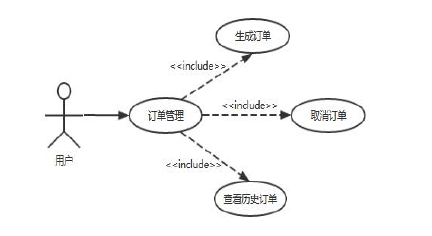 生成订单
<<include>>
订单管理
<<include>>
取消订单
用户
<<include>>
查看历史订单